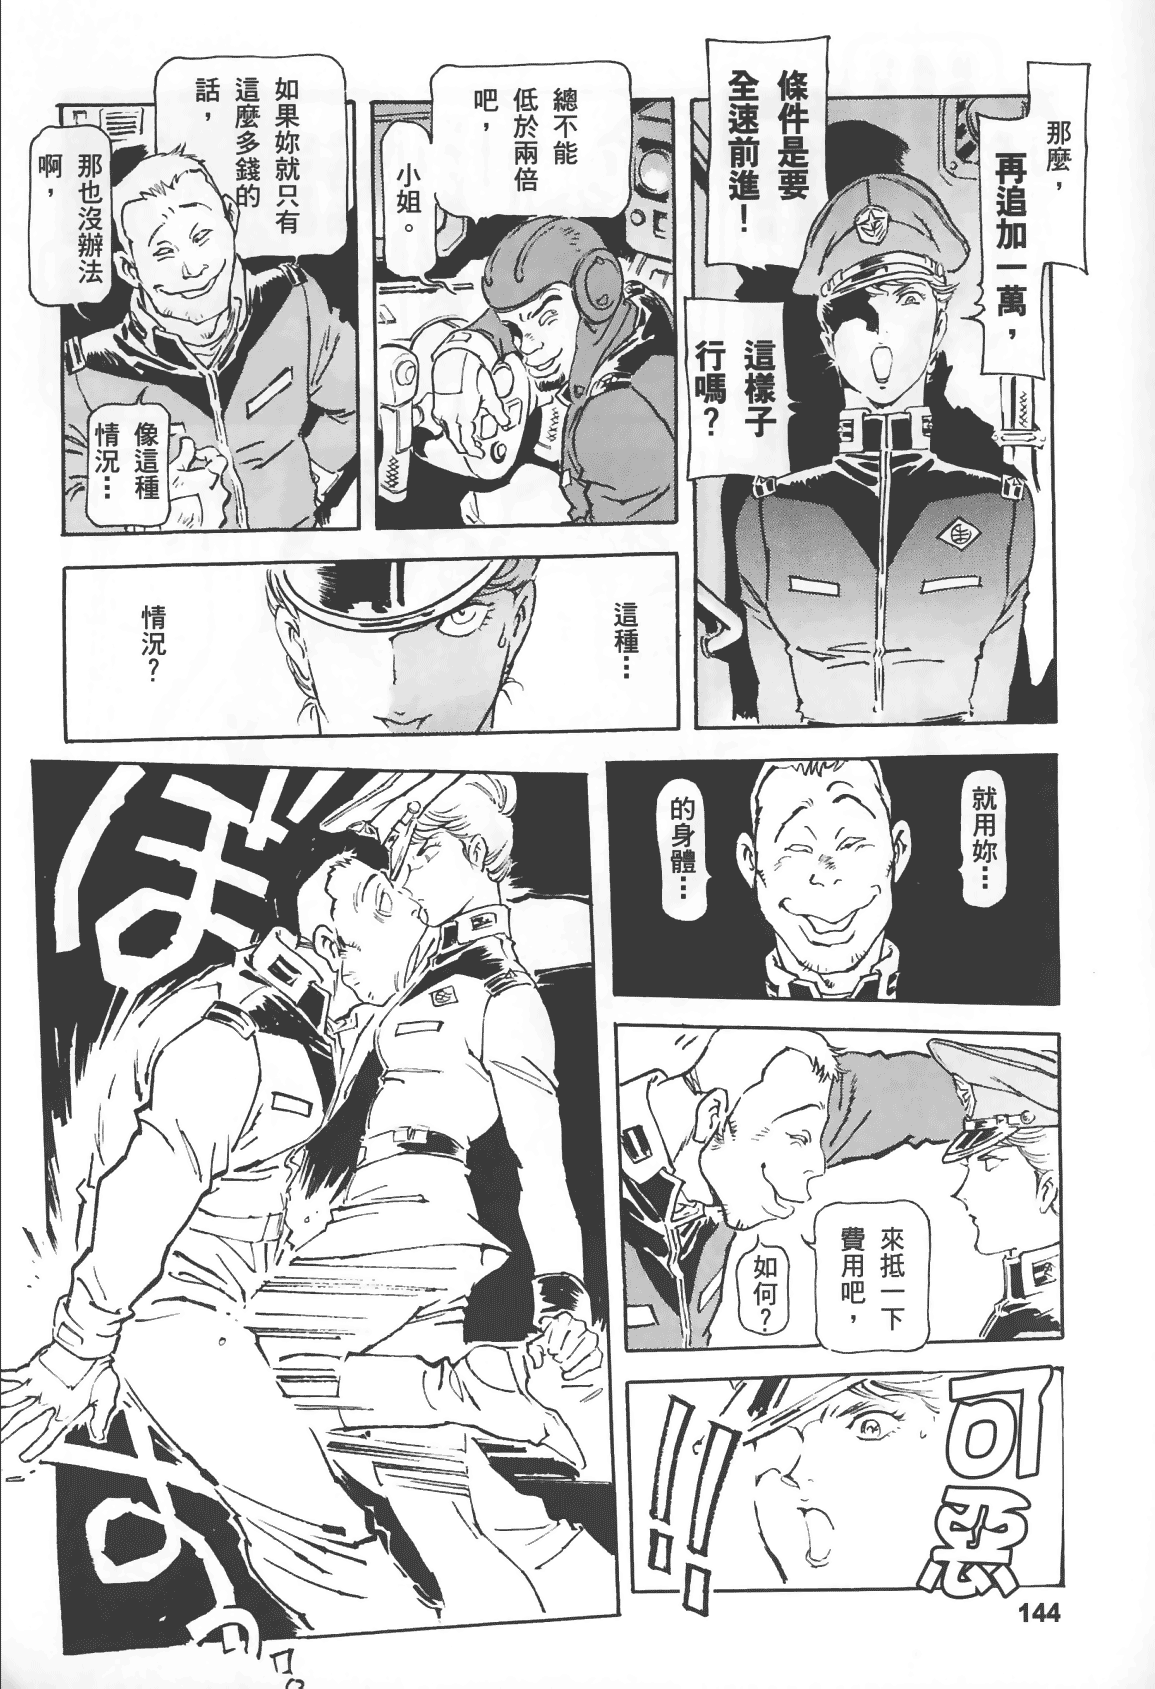 那麼，
再追加一萬，
條件是要
全速前進！
這樣子
行嗎？
總不能
低於兩倍
吧，
小姐。
如果妳就只有
這麼多錢的
話，
那也沒辦法
啊，
像這種
情況…
這種…
情況？
就用妳…
的身體…
來抵一下
費用吧，
如何？
可惡
!!
ぼ
144